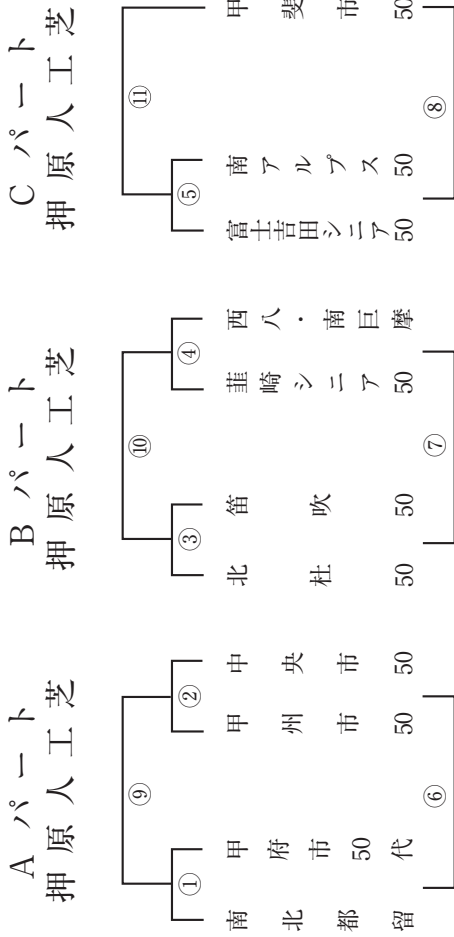 Aパート
押原人工芝
⑨
①
②
南北都留
甲府市50代
甲州市50
中央市50
⑥
Bパート
押原人工芝
⑩
③
④
北杜50
笛吹50
韮崎シニア50
西八・南巨摩
⑦
Cパート
押原人工芝
⑪
⑤
富士吉田シニア50
南アルプス50
甲斐市50
⑧